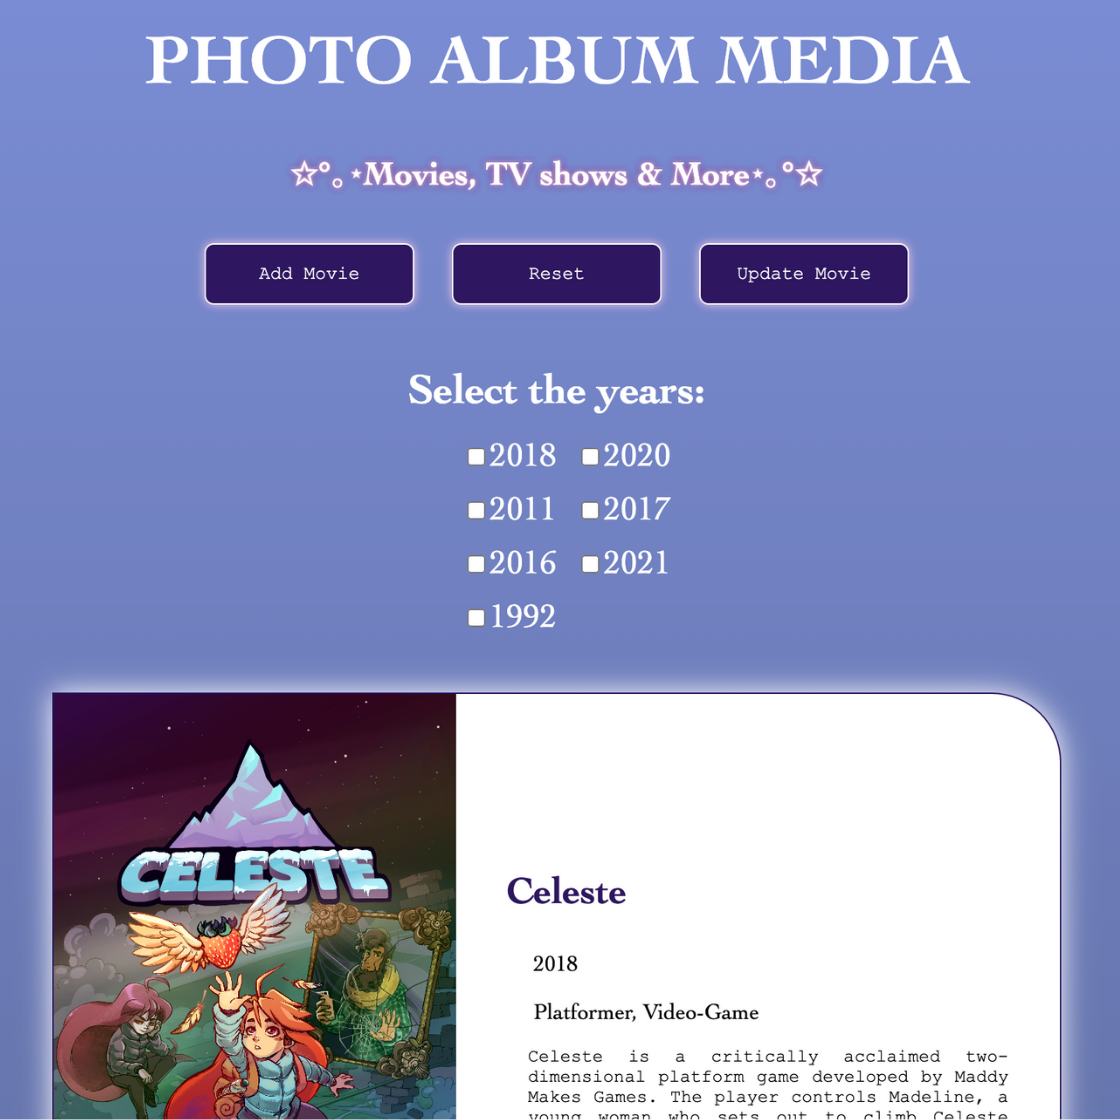 PHOTO ALBUM MEDIA
☆°。⋆Movies, TV shows & More⋆。°☆
Add Movie Reset Update Movie
Select the years:
2018 2020
2011 2017
2016 2021
1992
CELESTE
Celeste
2018
Platformer, Video-Game
Celeste is a critically acclaimed two-
dimensional platform game developed by Maddy
Makes Games. The player controls Madeline, a
young woman who sets out to climb Celeste